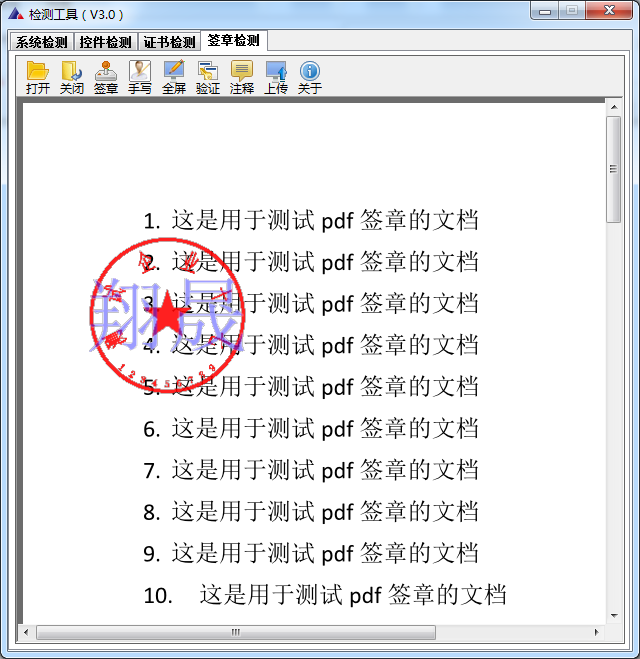 检测工具（V3.0）
系统检测 控件检测 证书检测 签章检测
打开 关闭 签章 手写 全屏 验证 注释 上传 关于
1. 这是用于测试 pdf 签章的文档
2. 这是用于测试 pdf 签章的文档
3. 这是用于测试 pdf 签章的文档
4. 这是用于测试 pdf 签章的文档
5. 这是用于测试 pdf 签章的文档
6. 这是用于测试 pdf 签章的文档
7. 这是用于测试 pdf 签章的文档
8. 这是用于测试 pdf 签章的文档
9. 这是用于测试 pdf 签章的文档
10. 这是用于测试 pdf 签章的文档
翔晟
123456789